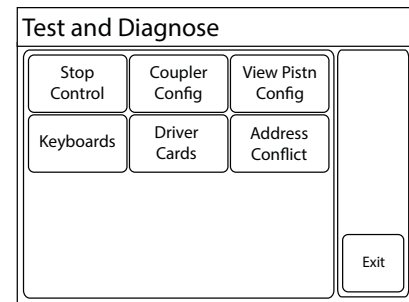 Test and Diagnose
Stop
Control
Coupler
Config
View Pistn
Config
Keyboards
Driver
Cards
Address
Conflict
Exit